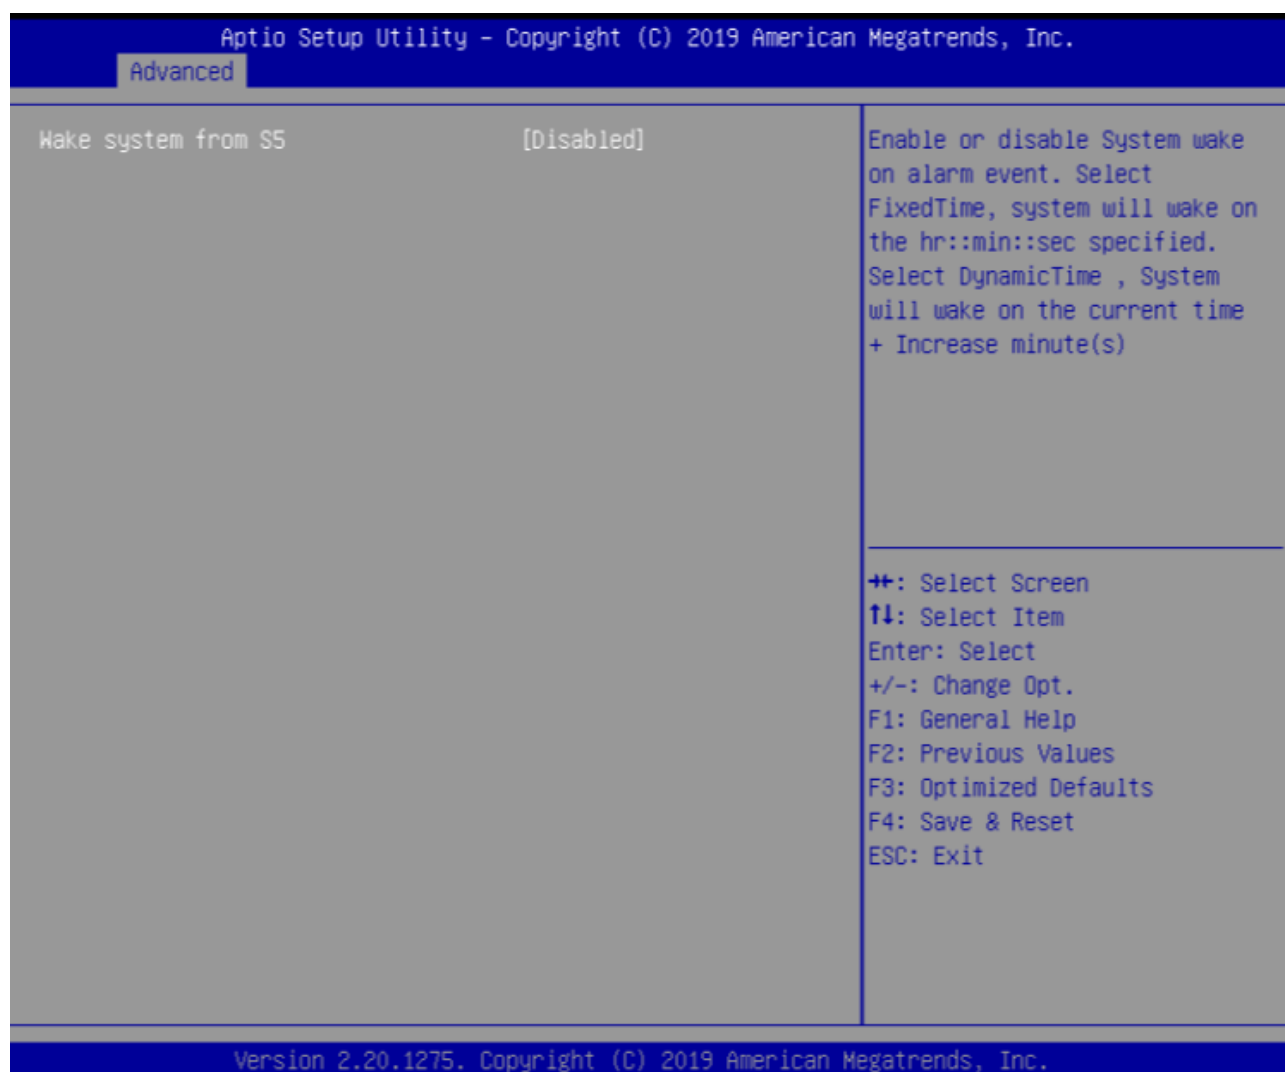 Aptio Setup Utility – Copyright (C) 2019 American Megatrends, Inc.
Advanced
Wake system from S5 [Disabled]
Enable or disable System wake
on alarm event. Select
FixedTime, system will wake on
the hr::min::sec specified.
Select DynamicTime , System
will wake on the current time
+ Increase minute(s)
→←: Select Screen
↑↓: Select Item
Enter: Select
+/-: Change Opt.
F1: General Help
F2: Previous Values
F3: Optimized Defaults
F4: Save & Reset
ESC: Exit
Version 2.20.1275. Copyright (C) 2019 American Megatrends, Inc.